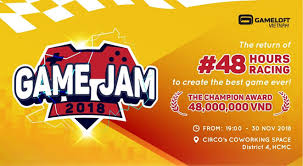 GAMELOFT
VIETNAM
The return of
#48 HOURS
RACING
to create the best game ever!
GAME JAM
2018
THE CHAMPION AWARD
48,000,000 VND
FROM: 19:00 - 30 NOV 2018
CIRCO's COWORKING SPACE
District 4, HCMC